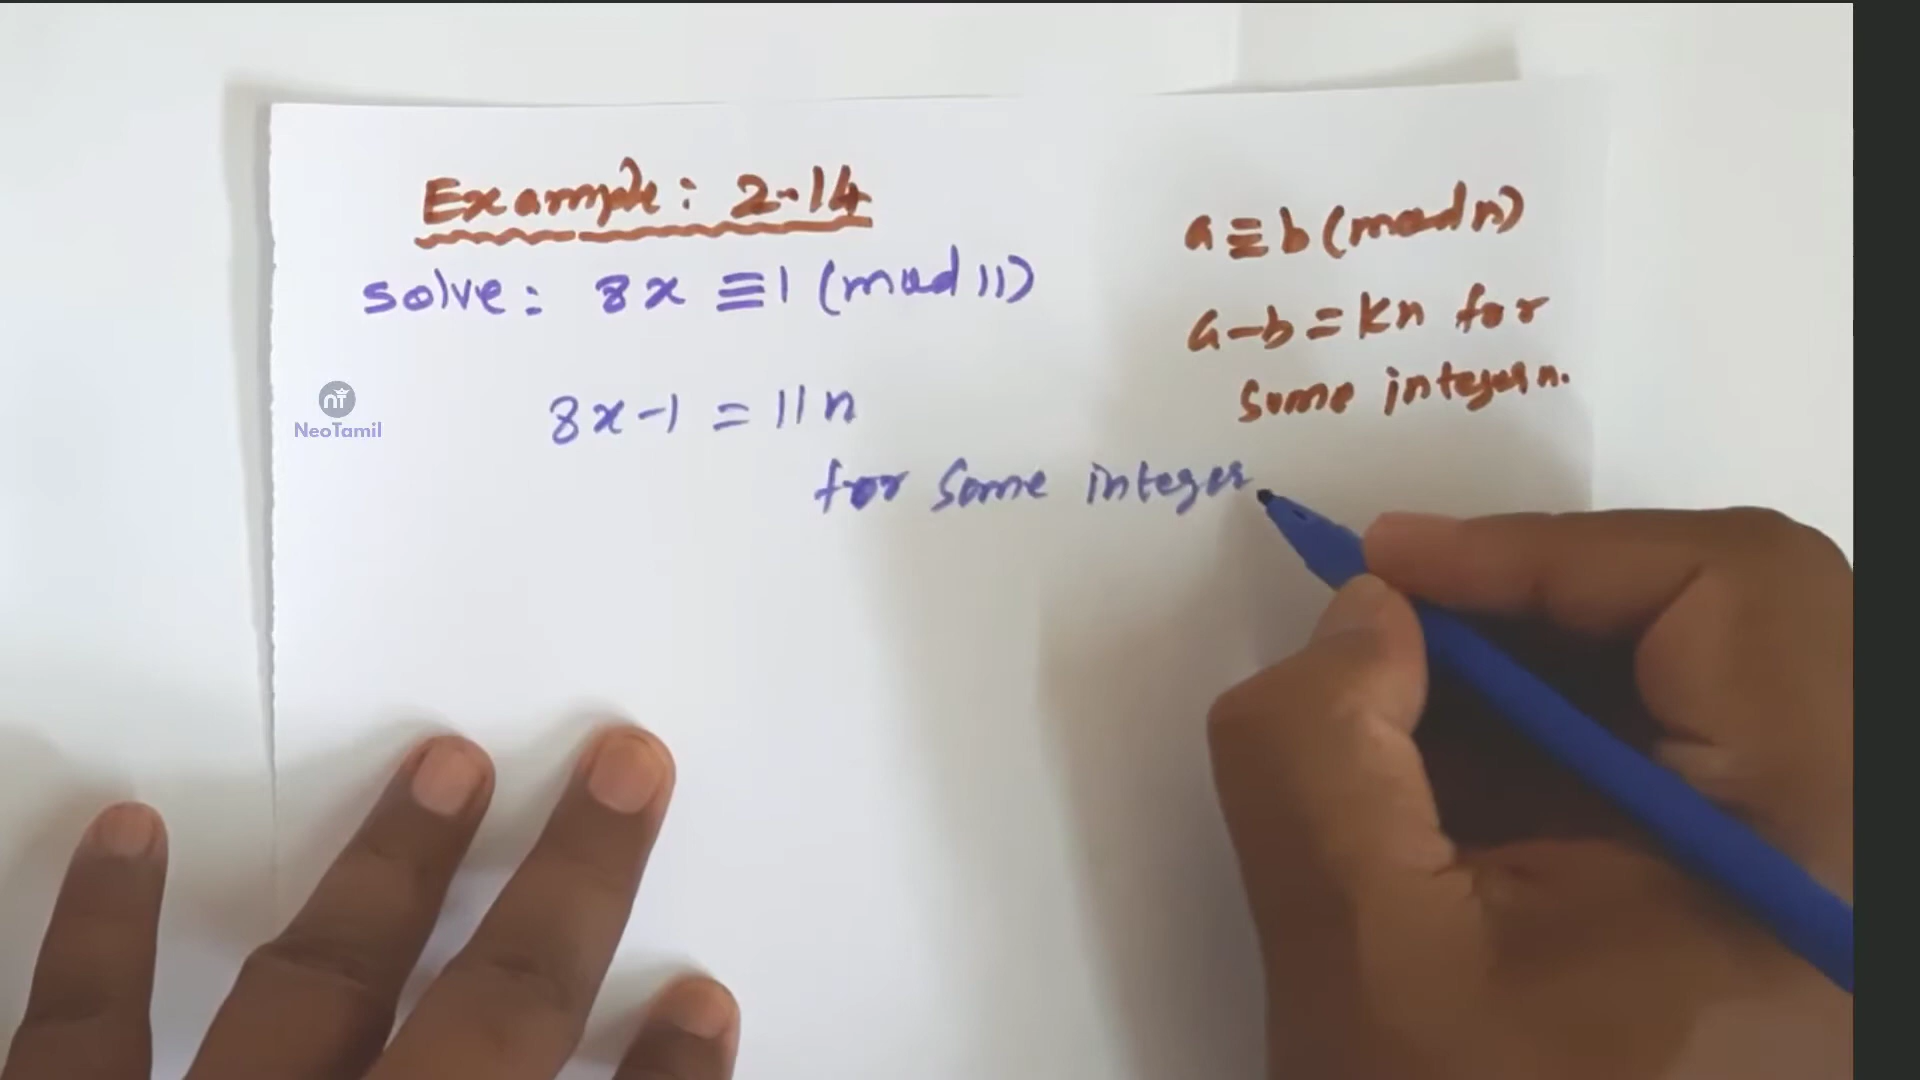 Example: 2.14
solve: 8x ≡ 1 (mod 11)
8x-1 = 11n
for some integer
a ≡ b (mod n)
a-b = kn for
some integer n.
NeoTamil